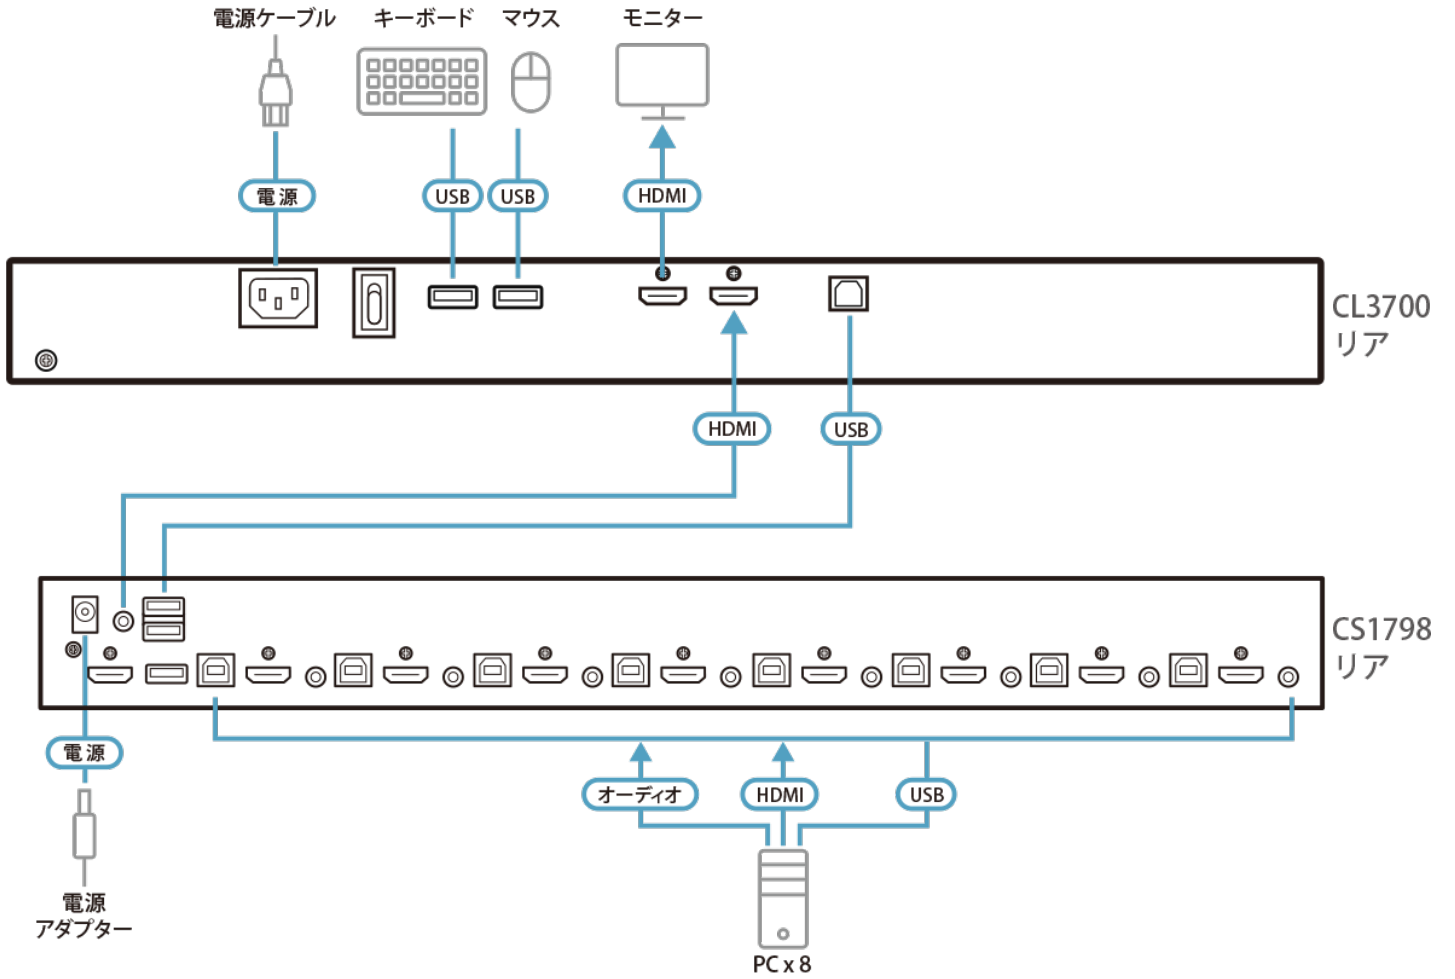 電源ケーブル
キーボード
マウス
モニター
電源
USB
USB
HDMI
CL3700
リア
HDMI
USB
CS1798
リア
電源
オーディオ
HDMI
USB
電源
アダプター
PC x 8